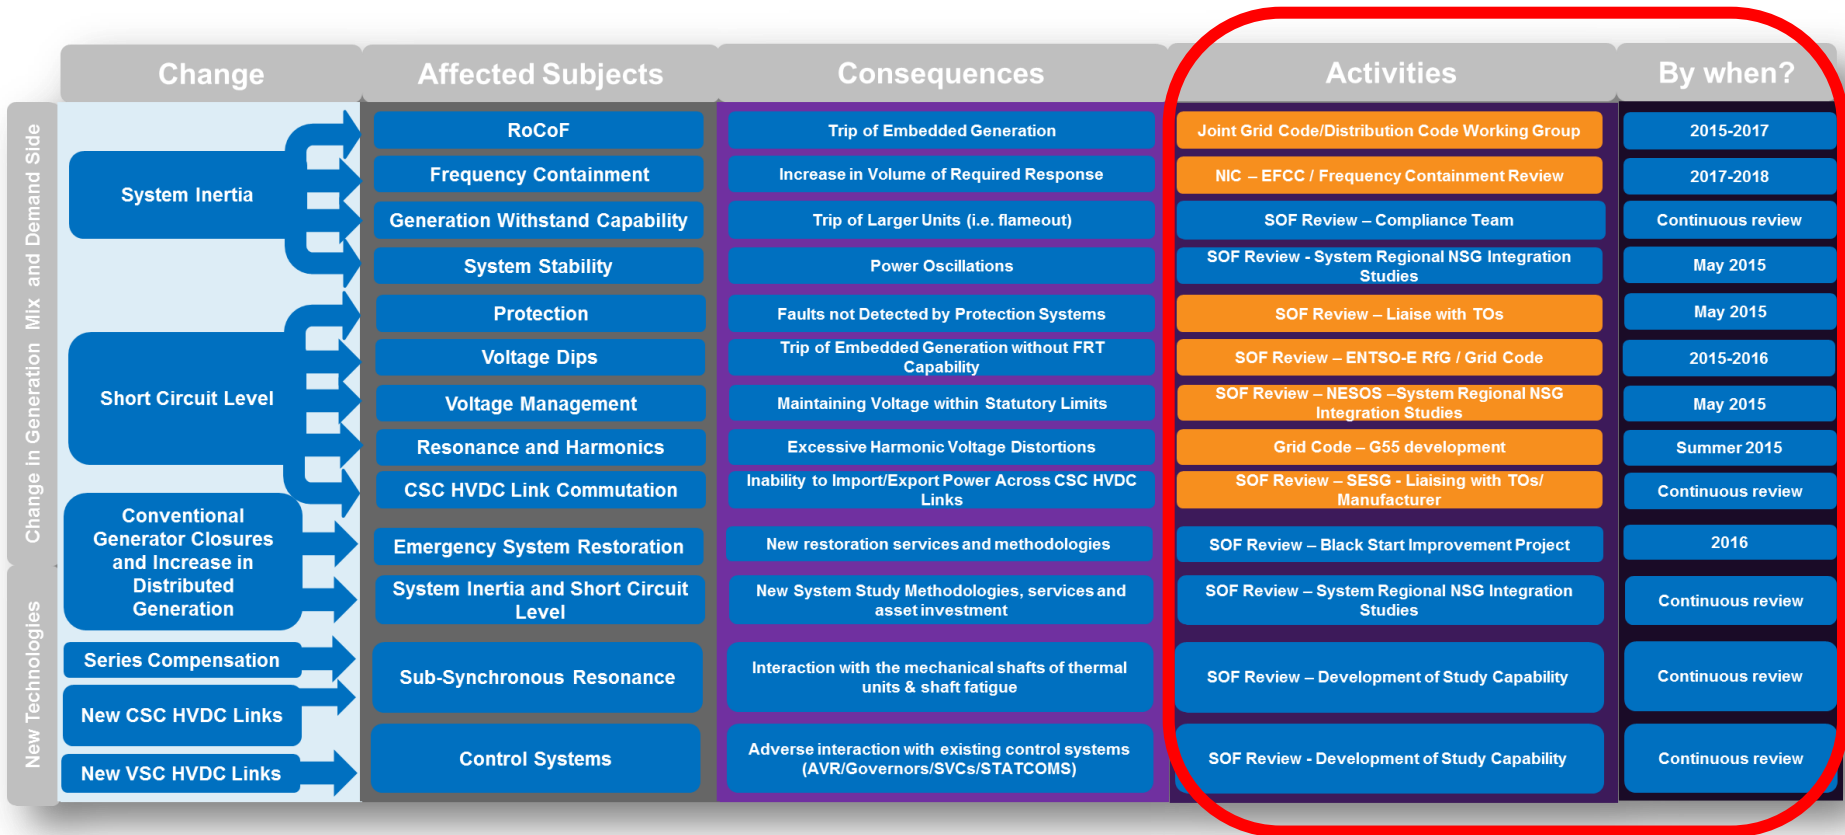 Change
Affected Subjects
Consequences
Activities
By when?
Change in Generation Mix and Demand Side
New Technologies
System Inertia
RoCoF
Trip of Embedded Generation
Joint Grid Code/Distribution Code Working Group
2015-2017
Frequency Containment
Increase in Volume of Required Response
NIC – EFCC / Frequency Containment Review
2017-2018
Generation Withstand Capability
Trip of Larger Units (i.e. flameout)
SOF Review – Compliance Team
Continuous review
System Stability
Power Oscillations
SOF Review - System Regional NSG Integration
Studies
May 2015
Short Circuit Level
Protection
Faults not Detected by Protection Systems
SOF Review – Liaise with TOs
May 2015
Voltage Dips
Trip of Embedded Generation without FRT
Capability
SOF Review – ENTSO-E RfG / Grid Code
2015-2016
Voltage Management
Maintaining Voltage within Statutory Limits
SOF Review – NESOS –System Regional NSG
Integration Studies
May 2015
Resonance and Harmonics
Excessive Harmonic Voltage Distortions
Grid Code – G55 development
Summer 2015
CSC HVDC Link Commutation
Inability to Import/Export Power Across CSC HVDC
Links
SOF Review – SESG - Liaising with TOs/
Manufacturer
Continuous review
Conventional
Generator Closures
and Increase in
Distributed
Generation
Emergency System Restoration
New restoration services and methodologies
SOF Review – Black Start Improvement Project
2016
System Inertia and Short Circuit
Level
New System Study Methodologies, services and
asset investment
SOF Review – System Regional NSG Integration
Studies
Continuous review
Series Compensation
New CSC HVDC Links
Sub-Synchronous Resonance
Interaction with the mechanical shafts of thermal
units & shaft fatigue
SOF Review – Development of Study Capability
Continuous review
New VSC HVDC Links
Control Systems
Adverse interaction with existing control systems
(AVR/Governors/SVCs/STATCOMS)
SOF Review - Development of Study Capability
Continuous review